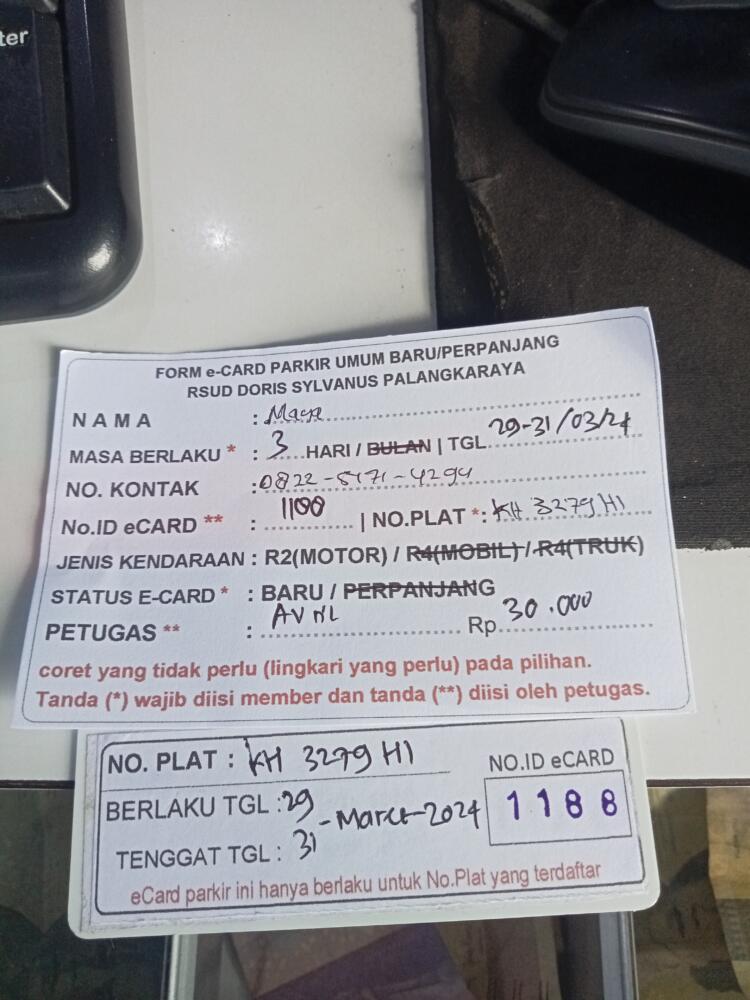 ter
FORM e-CARD PARKIR UMUM BARU/PERPANJANG
RSUD DORIS SYLVANUS PALANGKARAYA
NAMA :
MASA BERLAKU * : 3 HARI / BULAN | TGL 29-31/03/24
NO. KONTAK : 0822-5171-4294
No.ID eCARD ** : | NO.PLAT *: KH 3279 HI
JENIS KENDARAAN : R2(MOTOR) / R4(MOBIL) / R4(TRUK)
STATUS E-CARD * : BARU / PERPANJANG
PETUGAS ** : Rp 30.000
coret yang tidak perlu (lingkari yang perlu) pada pilihan.
Tanda (*) wajib diisi member dan tanda (**) diisi oleh petugas.
NO. PLAT : KH 3279 HI
NO.ID eCARD
1188
BERLAKU TGL : 29
- Maret-2024
TENGGAT TGL : 31
eCard parkir ini hanya berlaku untuk No.Plat yang terdaftar